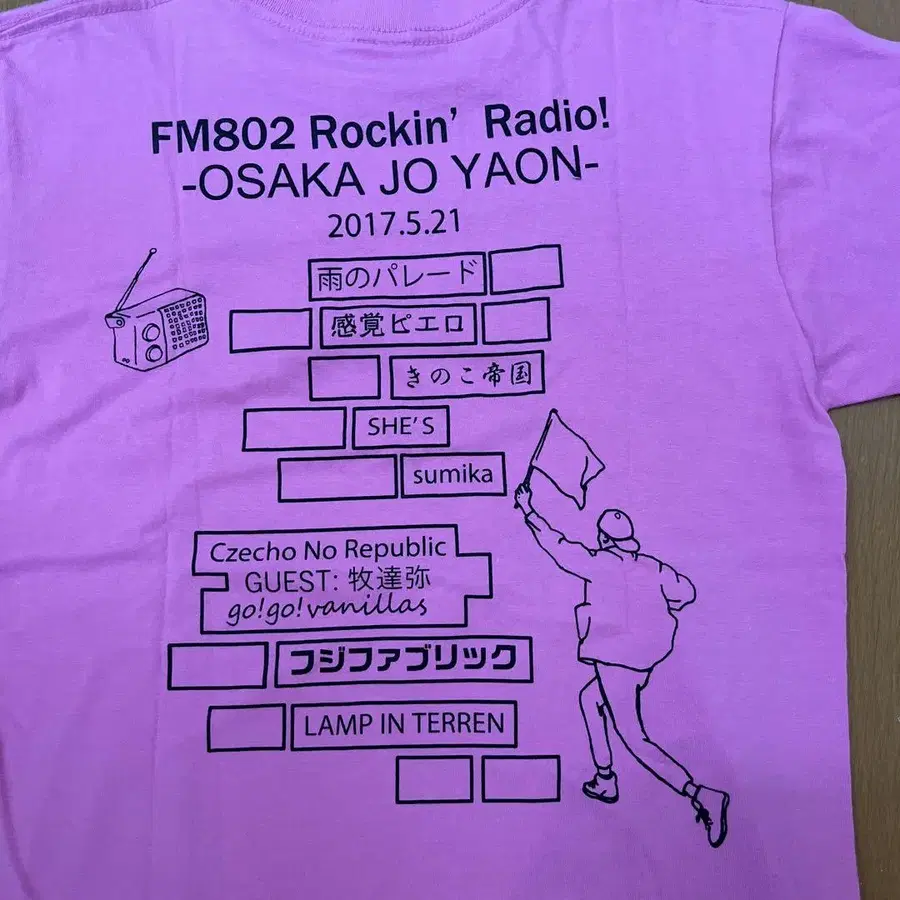 FM802 Rockin' Radio!
-OSAKA JO YAON-
2017.5.21
雨のパレード
感覚ピエロ
きのこ帝国
SHE'S
sumika
Czecho No Republic
GUEST: 牧達弥
go!go!vanillas
フジファブリック
LAMP IN TERREN